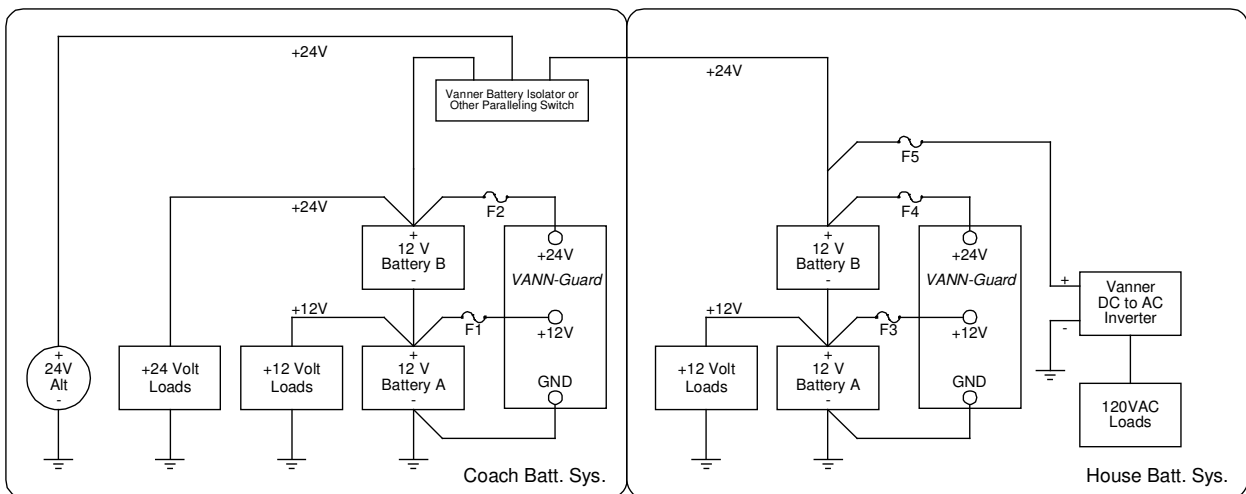 +24V
+24V
Vanner Battery Isolator or
Other Paralleling Switch
F5
+24V
F2
F4
+
12 V
Battery B
-
+24V
VANN-Guard
+
12 V
Battery B
-
+24V
VANN-Guard
+12V
F1
+12V
+12V
F3
+12V
+
Vanner
DC to AC
Inverter
-
+
24V
Alt
-
+24 Volt
Loads
+12 Volt
Loads
+
12 V
Battery A
-
GND
+12 Volt
Loads
+
12 V
Battery A
-
GND
120VAC
Loads
Coach Batt. Sys.
House Batt. Sys.